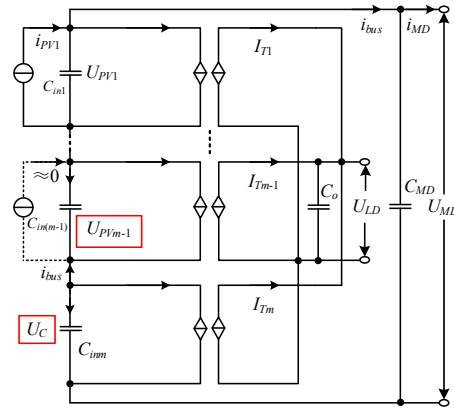 i_PV1
U_PV1
C_in1
I_T1
i_bus
i_MD
≈0
C_in(m-1)
U_PVm-1
I_Tm-1
C_o
U_LD
C_MD
U_MD
i_bus
U_C
C_inm
I_Tm